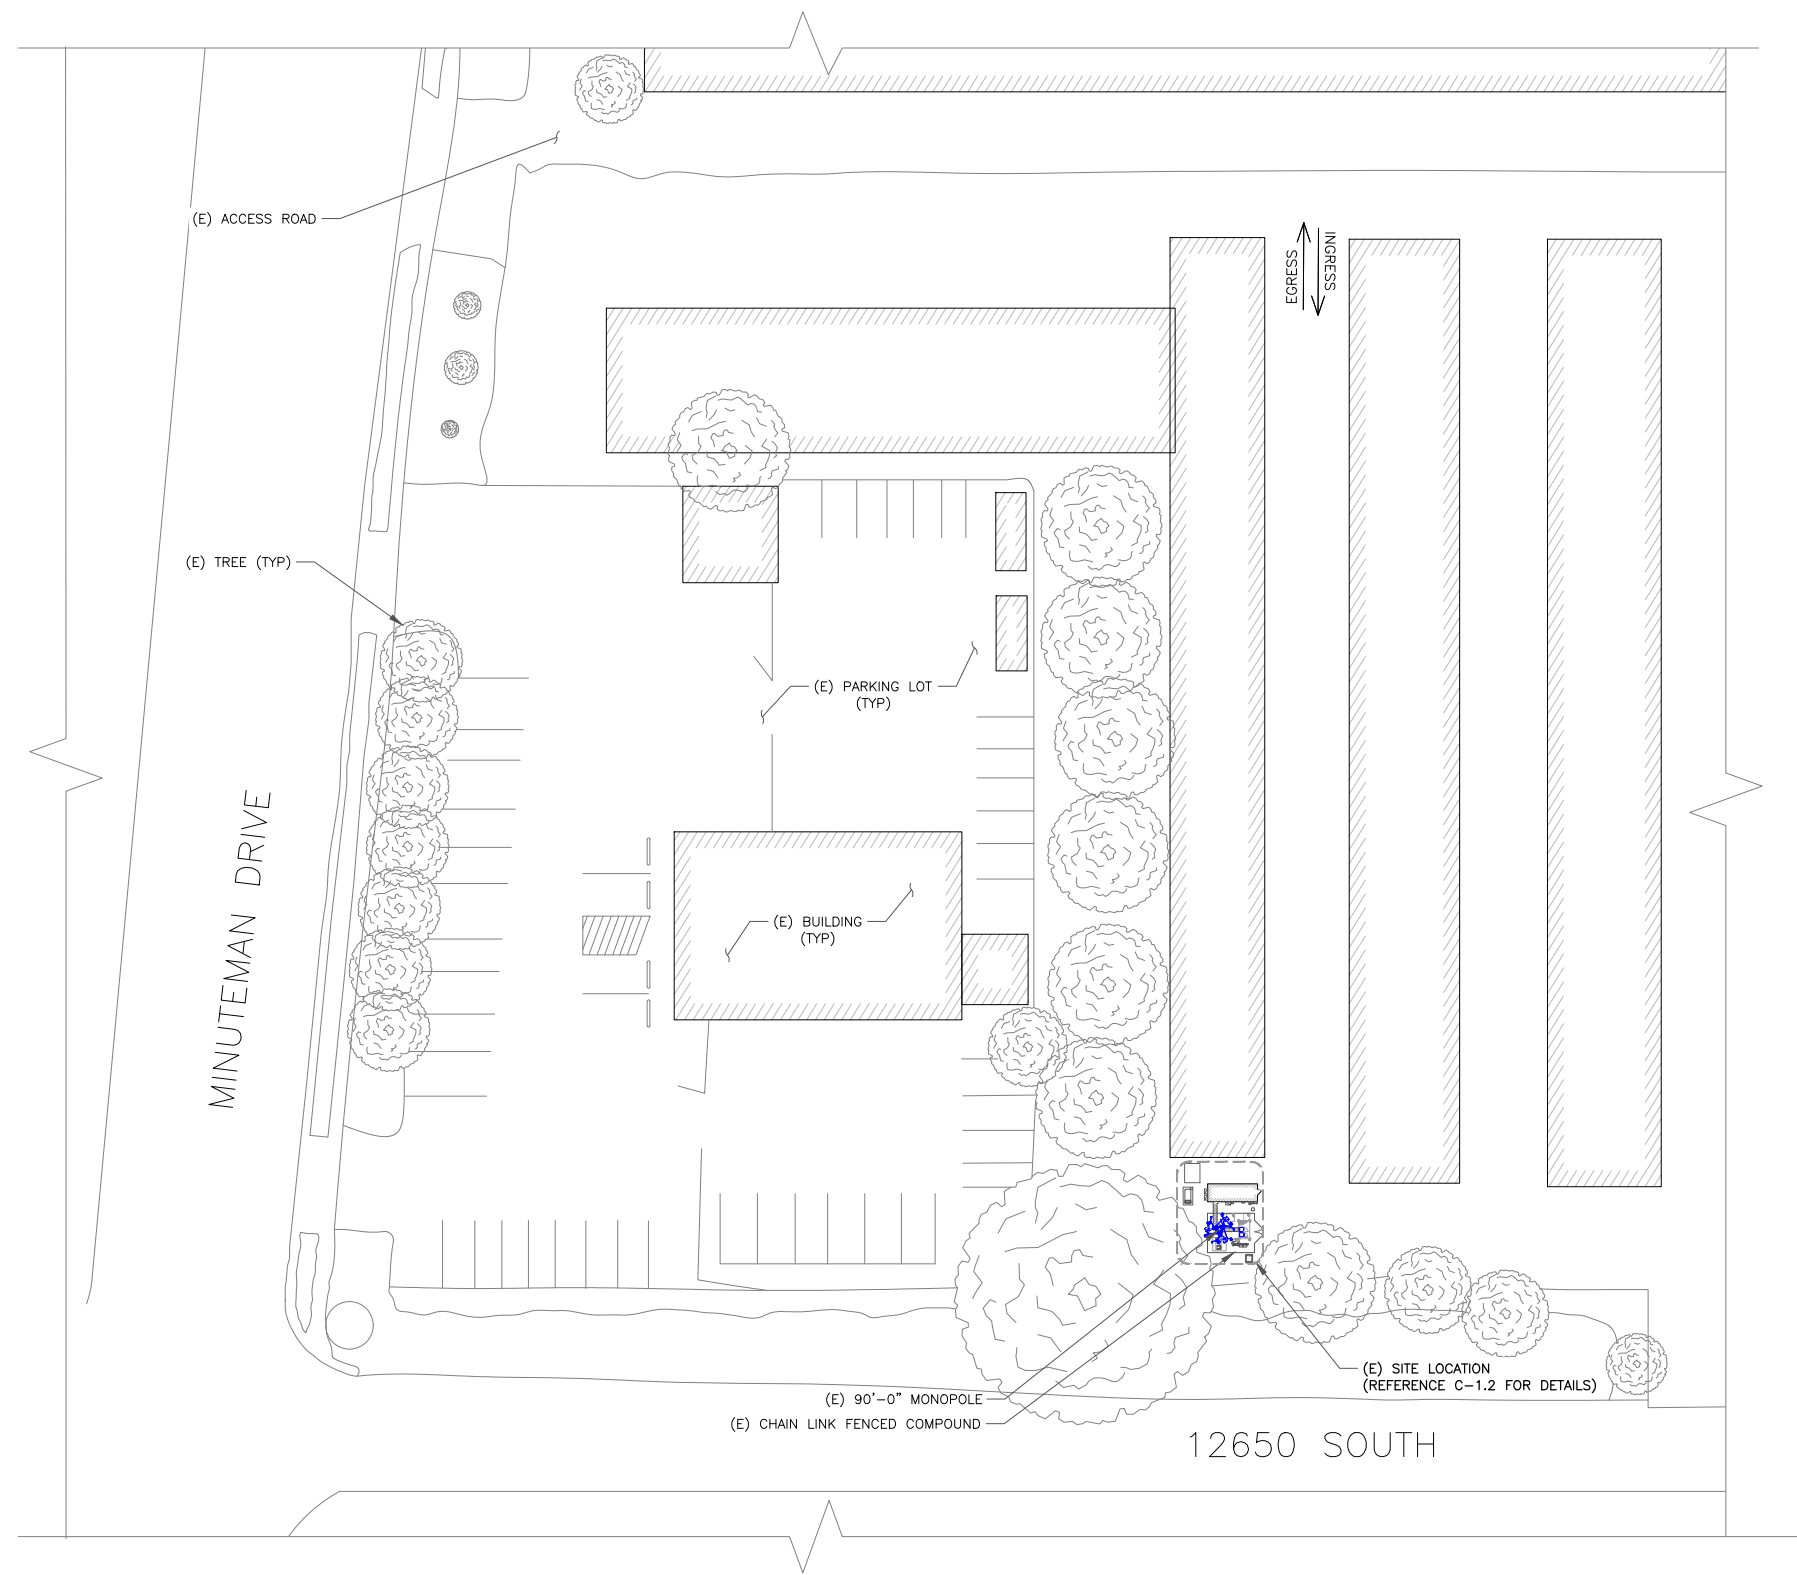 (E) ACCESS ROAD
EGRESS
INGRESS
(E) TREE (TYP)
(E) PARKING LOT
(TYP)
MINUTEMAN DRIVE
(E) BUILDING
(TYP)
(E) SITE LOCATION
(REFERENCE C-1.2 FOR DETAILS)
(E) 90'-0" MONOPOLE
(E) CHAIN LINK FENCED COMPOUND
12650 SOUTH